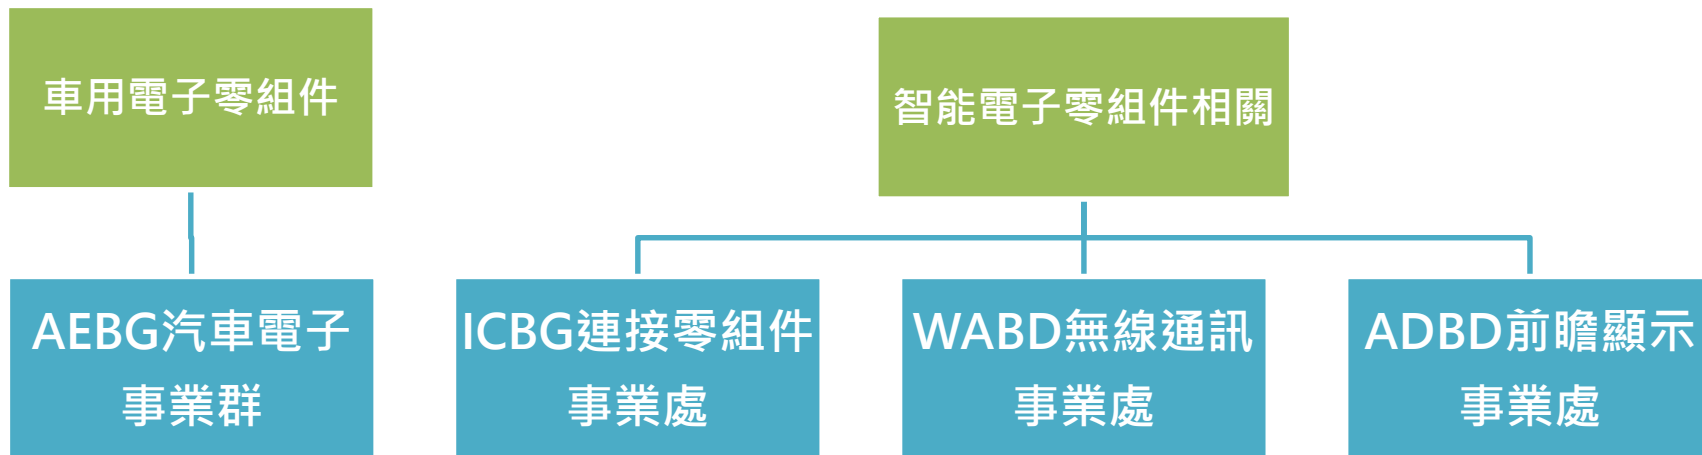 車用電子零組件
智能電子零組件相關
AEBG汽車電子
事業群
ICBG連接零組件
事業處
WABD無線通訊
事業處
ADBD前瞻顯示
事業處